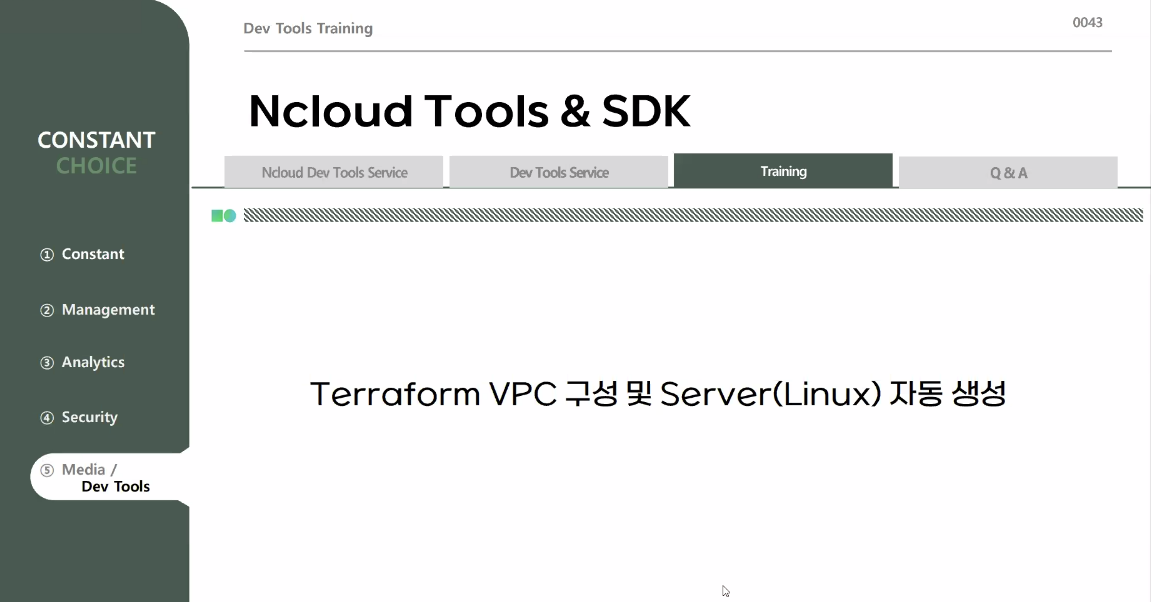 Dev Tools Training
0043
Ncloud Tools & SDK
CONSTANT
CHOICE
Ncloud Dev Tools Service
Dev Tools Service
Training
Q & A
① Constant
② Management
③ Analytics
④ Security
⑤ Media /
Dev Tools
Terraform VPC 구성 및 Server(Linux) 자동 생성